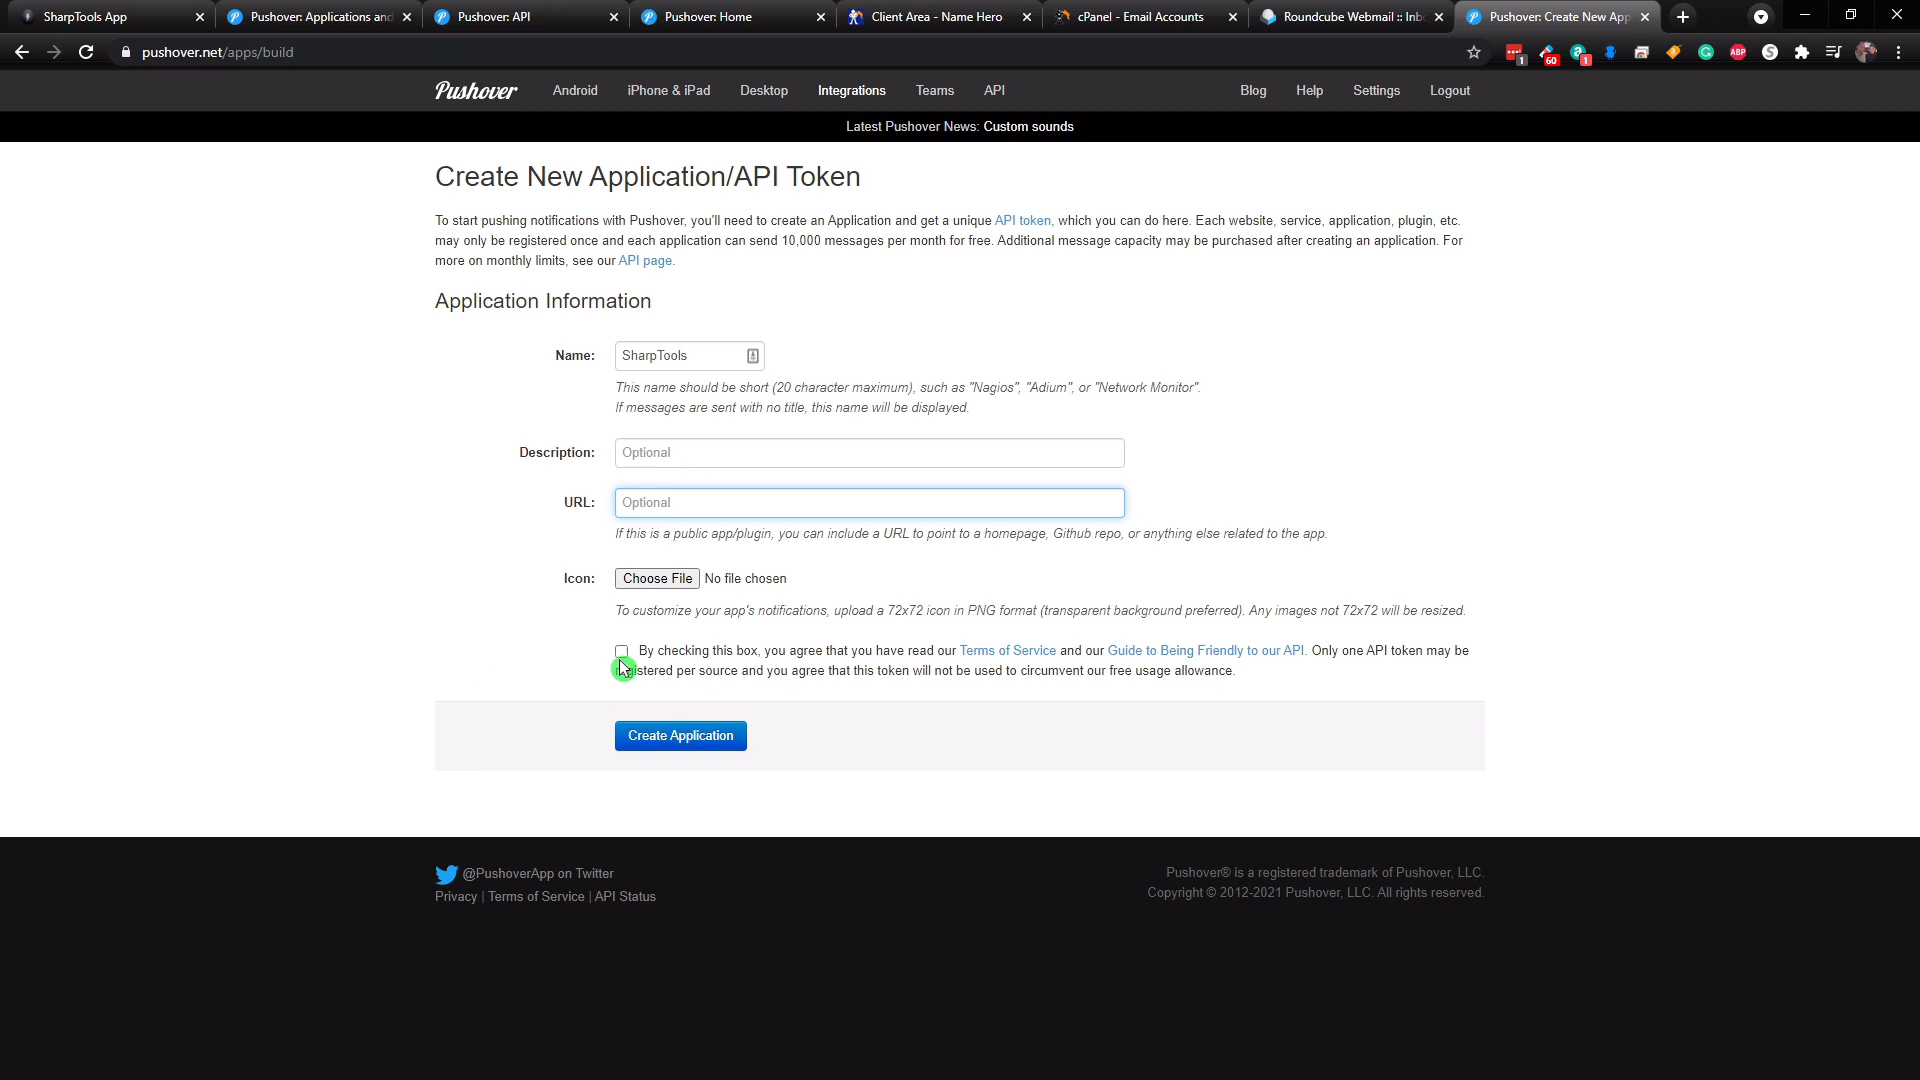 SharpTools App
Pushover: Applications and
Pushover: API
Pushover: Home
Client Area - Name Hero
cPanel - Email Accounts
Roundcube Webmail :: Inb
Pushover: Create New App
pushover.net/apps/build
1
60
1
ABP
Pushover
Android
iPhone & iPad
Desktop
Integrations
Teams
API
Blog
Help
Settings
Logout
Latest Pushover News: Custom sounds
Create New Application/API Token
To start pushing notifications with Pushover, you'll need to create an Application and get a unique API token, which you can do here. Each website, service, application, plugin, etc.
may only be registered once and each application can send 10,000 messages per month for free. Additional message capacity may be purchased after creating an application. For
more on monthly limits, see our API page.
Application Information
Name: SharpTools
This name should be short (20 character maximum), such as "Nagios", "Adium", or "Network Monitor".
If messages are sent with no title, this name will be displayed.
Description: Optional
URL: Optional
If this is a public app/plugin, you can include a URL to point to a homepage, Github repo, or anything else related to the app.
Icon: Choose File No file chosen
To customize your app's notifications, upload a 72x72 icon in PNG format (transparent background preferred). Any images not 72x72 will be resized.
By checking this box, you agree that you have read our Terms of Service and our Guide to Being Friendly to our API. Only one API token may be
registered per source and you agree that this token will not be used to circumvent our free usage allowance.
Create Application
@PushoverApp on Twitter
Privacy | Terms of Service | API Status
Pushover® is a registered trademark of Pushover, LLC.
Copyright © 2012-2021 Pushover, LLC. All rights reserved.